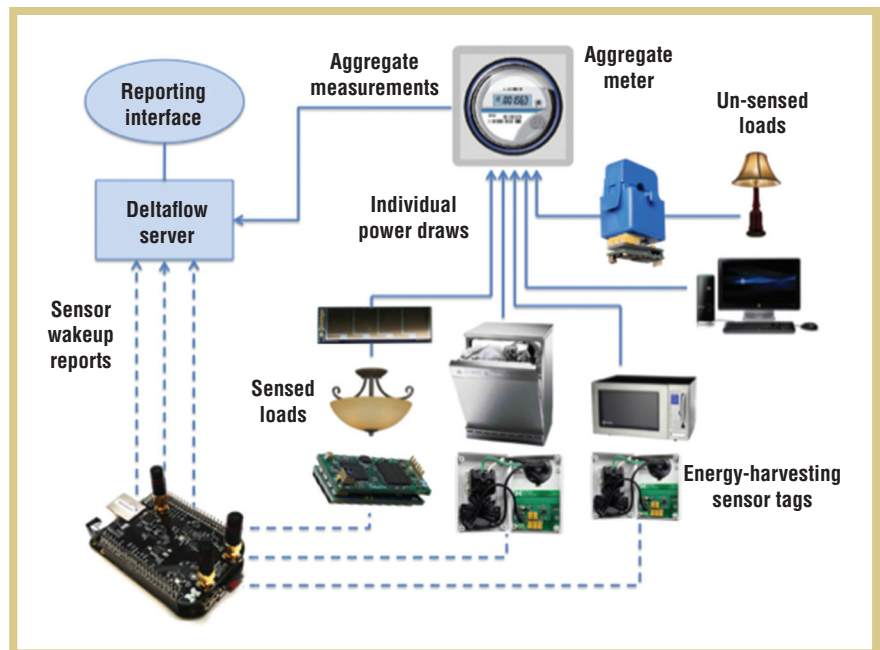 Aggregate
measurements
Aggregate
meter
Reporting
interface
Un-sensed
loads
Deltaflow
server
Individual
power draws
Sensor
wakeup
reports
Sensed
loads
Energy-harvesting
sensor tags